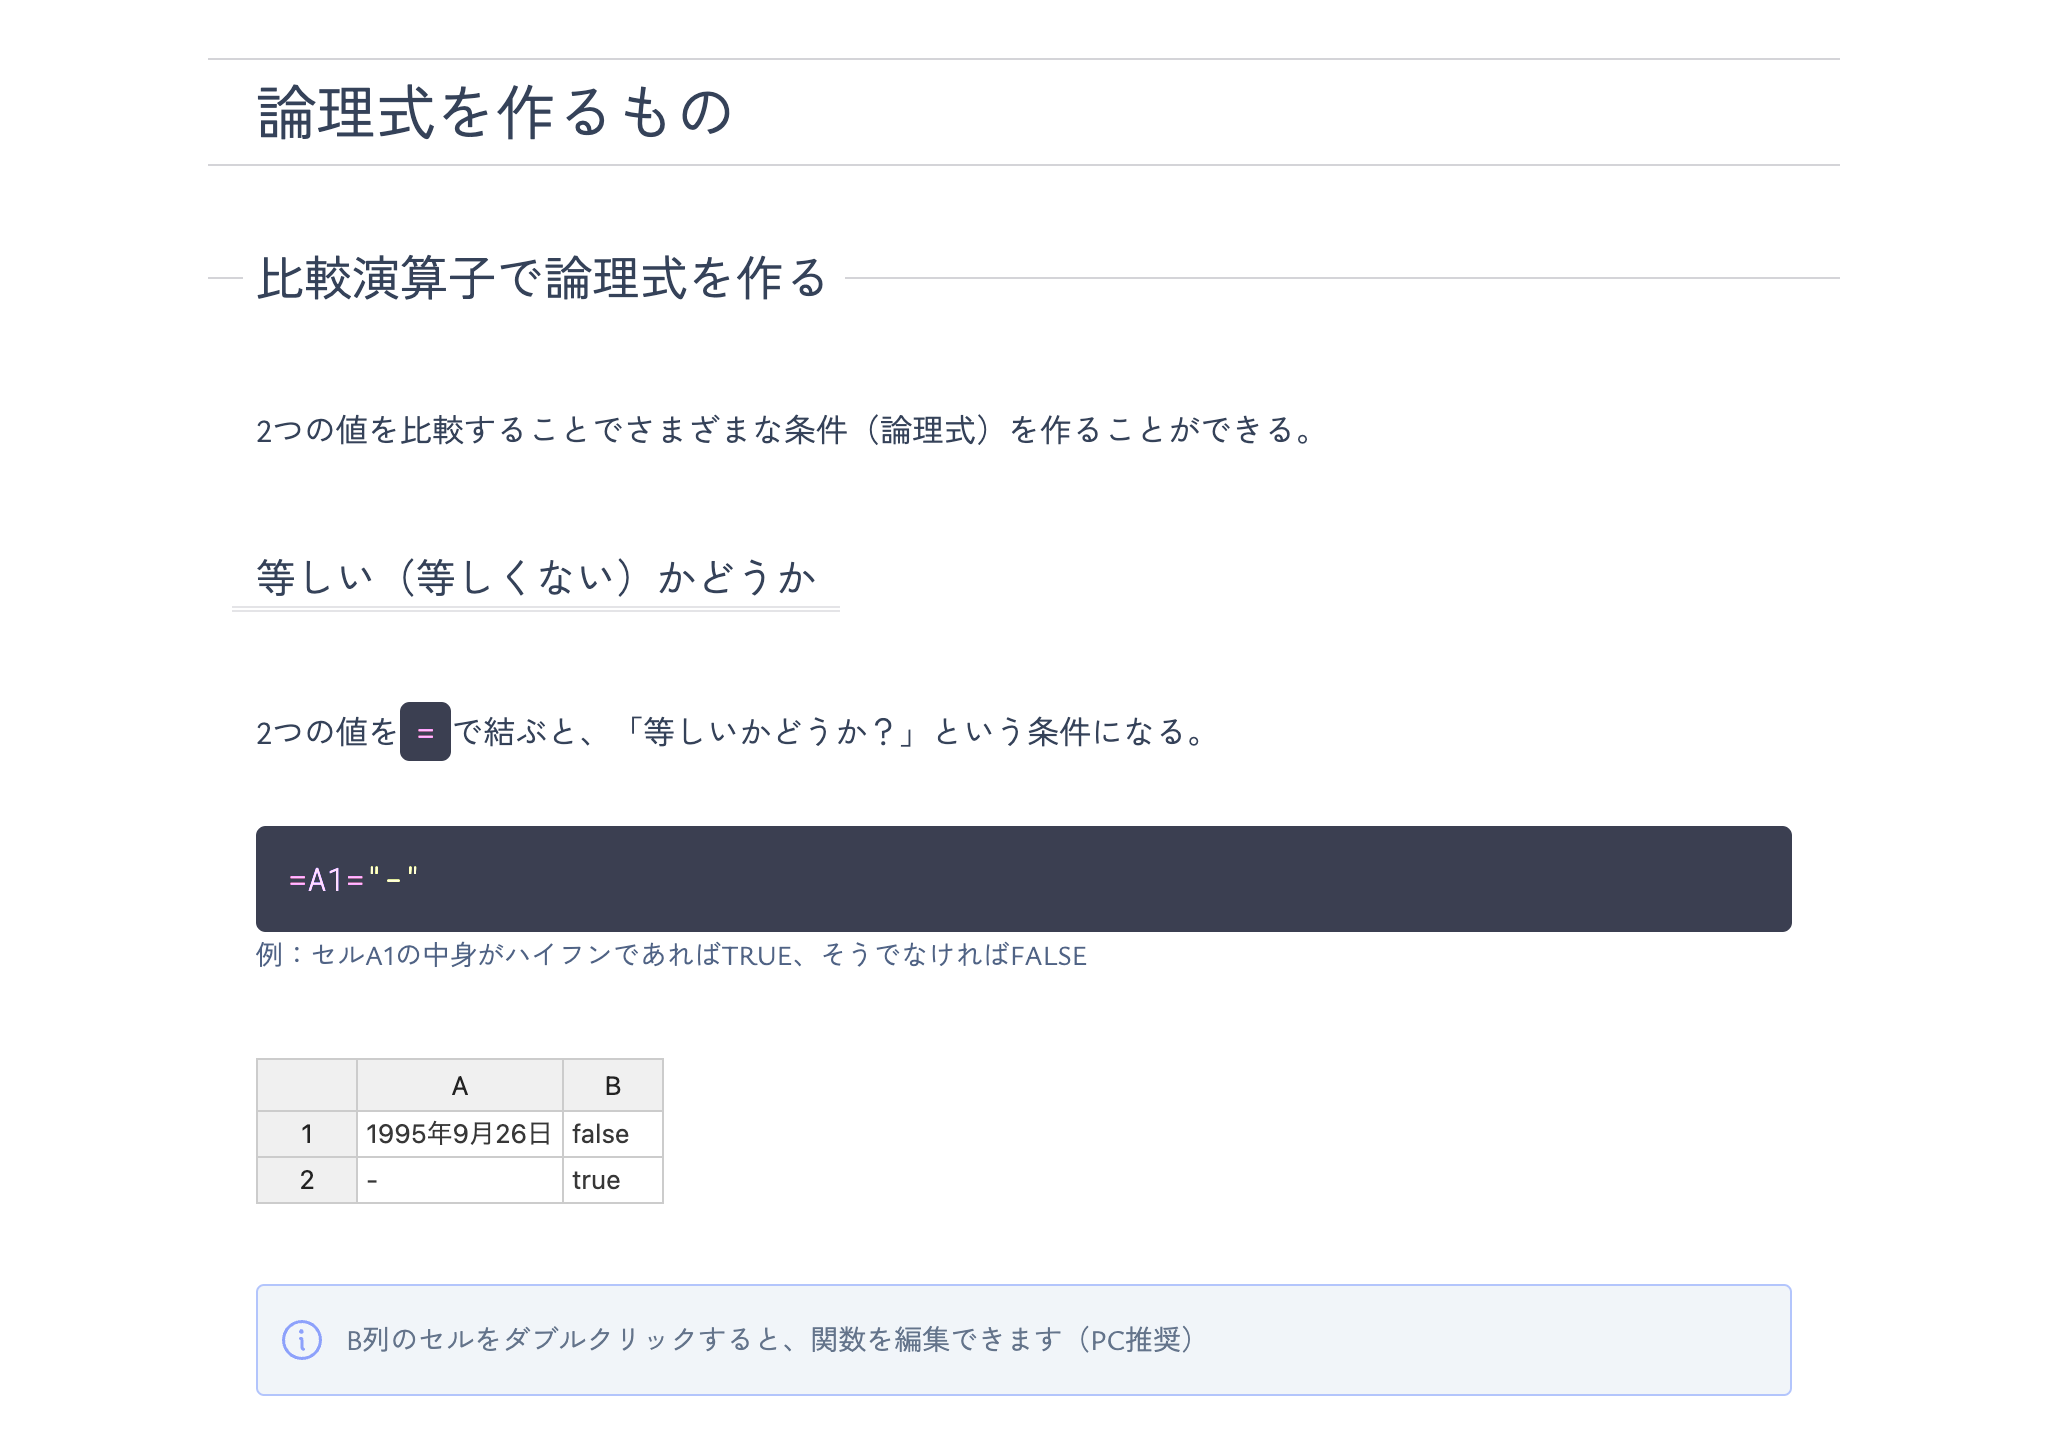 論理式を作るもの
比較演算子で論理式を作る
2つの値を比較することでさまざまな条件（論理式）を作ることができる。
等しい（等しくない）かどうか
2つの値を = で結ぶと、「等しいかどうか？」という条件になる。
=A1="-"
例：セルA1の中身がハイフンであればTRUE、そうでなければFALSE
A B
1 1995年9月26日 false
2 - true
B列のセルをダブルクリックすると、関数を編集できます（PC推奨）